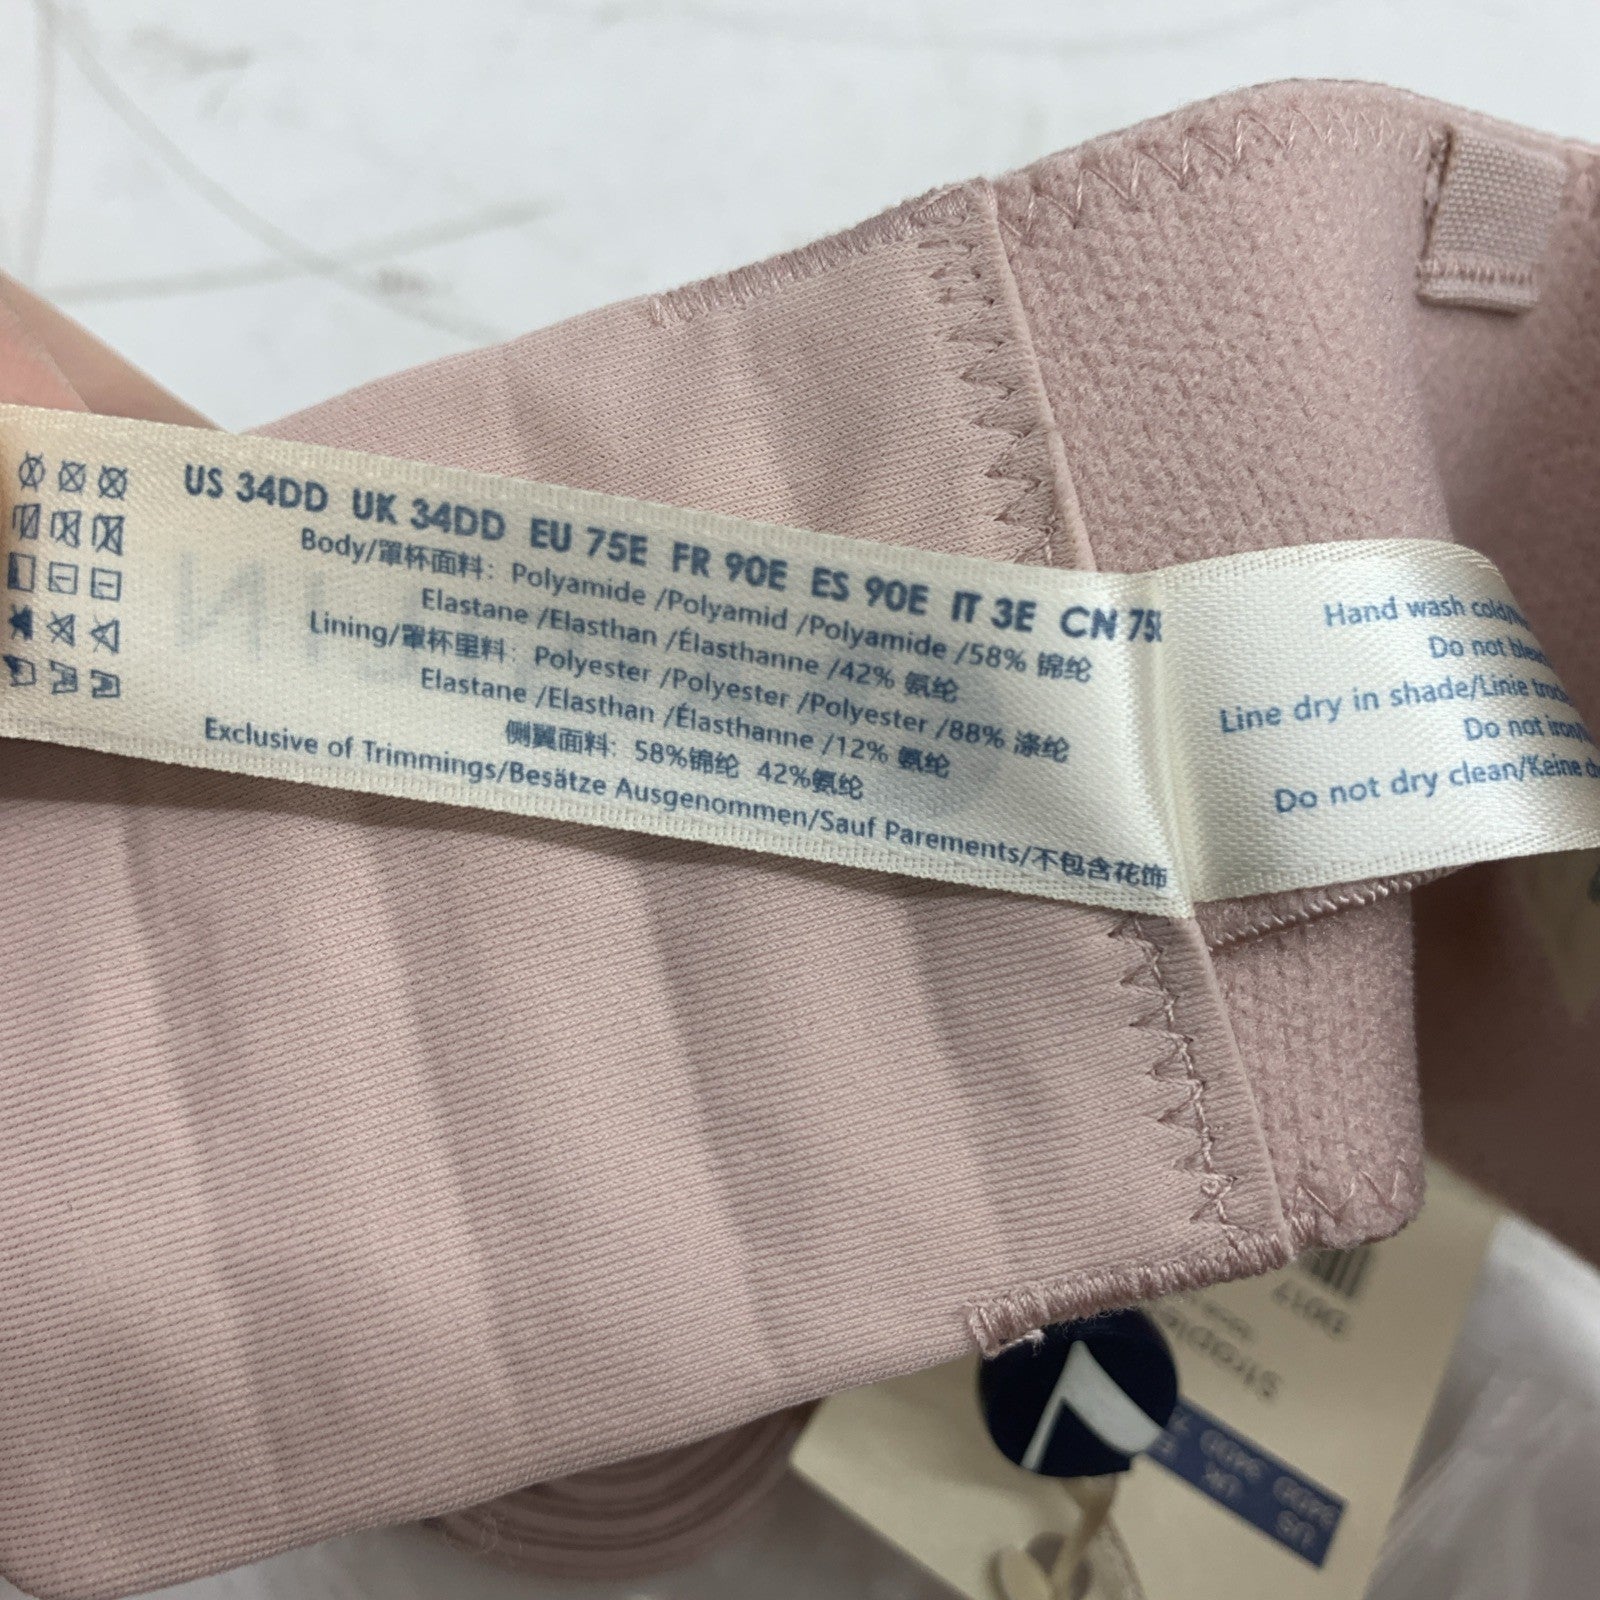 US 34DD UK 34DD EU 75E FR 90E ES 90E IT 3E CN 75
Body/罩杯面料: Polyamide /Polyamid /Polyamide /58% 锦纶
Elastane /Elasthan /Élasthanne /42% 氨纶
Lining/罩杯里料: Polyester /Polyester /Polyester /88% 涤纶
Elastane /Elasthan /Élasthanne /12% 氨纶
侧翼面料: 58%锦纶 42%氨纶
Exclusive of Trimmings/Besätze Ausgenommen/Sauf Parements/不包含花饰
Hand wash cold/
Do not
Line dry in shade/Linie
Do not iron/
Do not dry clean/Keine
US UK
34DD 34DD